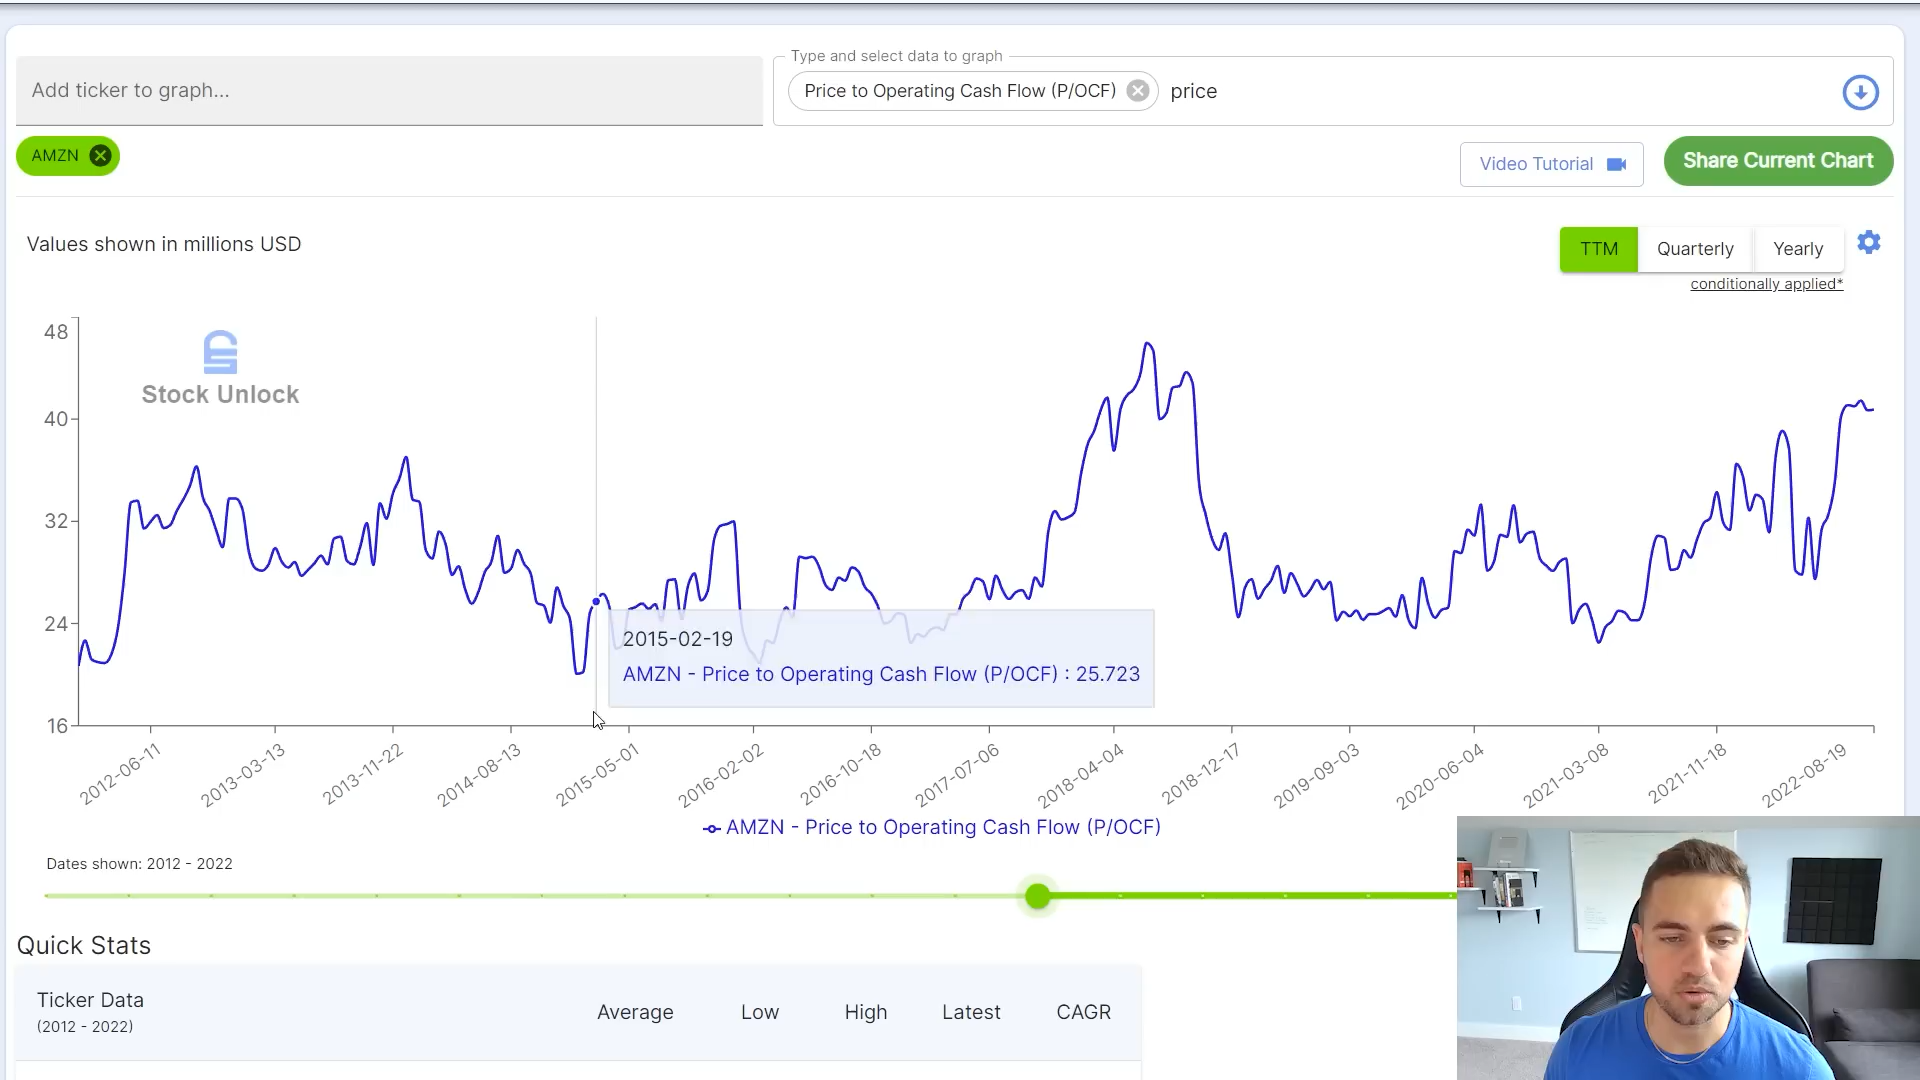 Type and select data to graph
Add ticker to graph...
Price to Operating Cash Flow (P/OCF) price
AMZN
Video Tutorial
Share Current Chart
Values shown in millions USD
TTM Quarterly Yearly
conditionally applied*
Stock Unlock
48
40
32
24
16
2015-02-19
AMZN - Price to Operating Cash Flow (P/OCF) : 25.723
2012-06-11 2013-03-13 2013-11-22 2014-08-13 2015-05-01 2016-02-02 2016-10-18 2017-07-06 2018-04-04 2018-12-17 2019-09-03 2020-06-04 2021-03-08 2021-11-18 2022-08-19
AMZN - Price to Operating Cash Flow (P/OCF)
Dates shown: 2012 - 2022
Quick Stats
Ticker Data Average Low High Latest CAGR
(2012 - 2022)